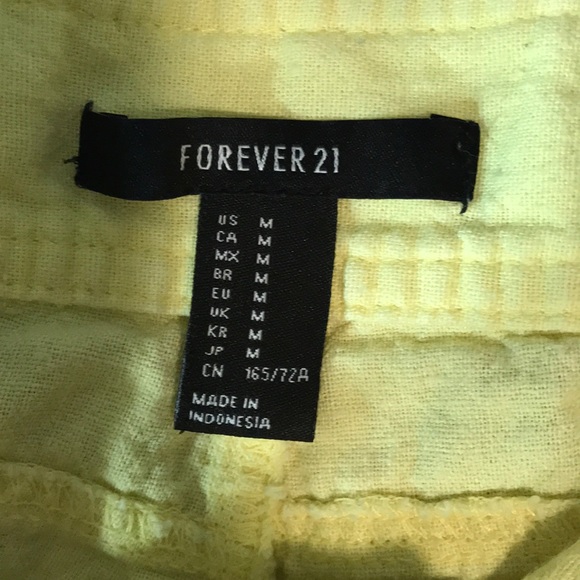 FOREVER 21
US M
CA M
MX M
BR M
EU M
UK M
KR M
JP M
CN 165/72A
MADE IN
INDONESIA